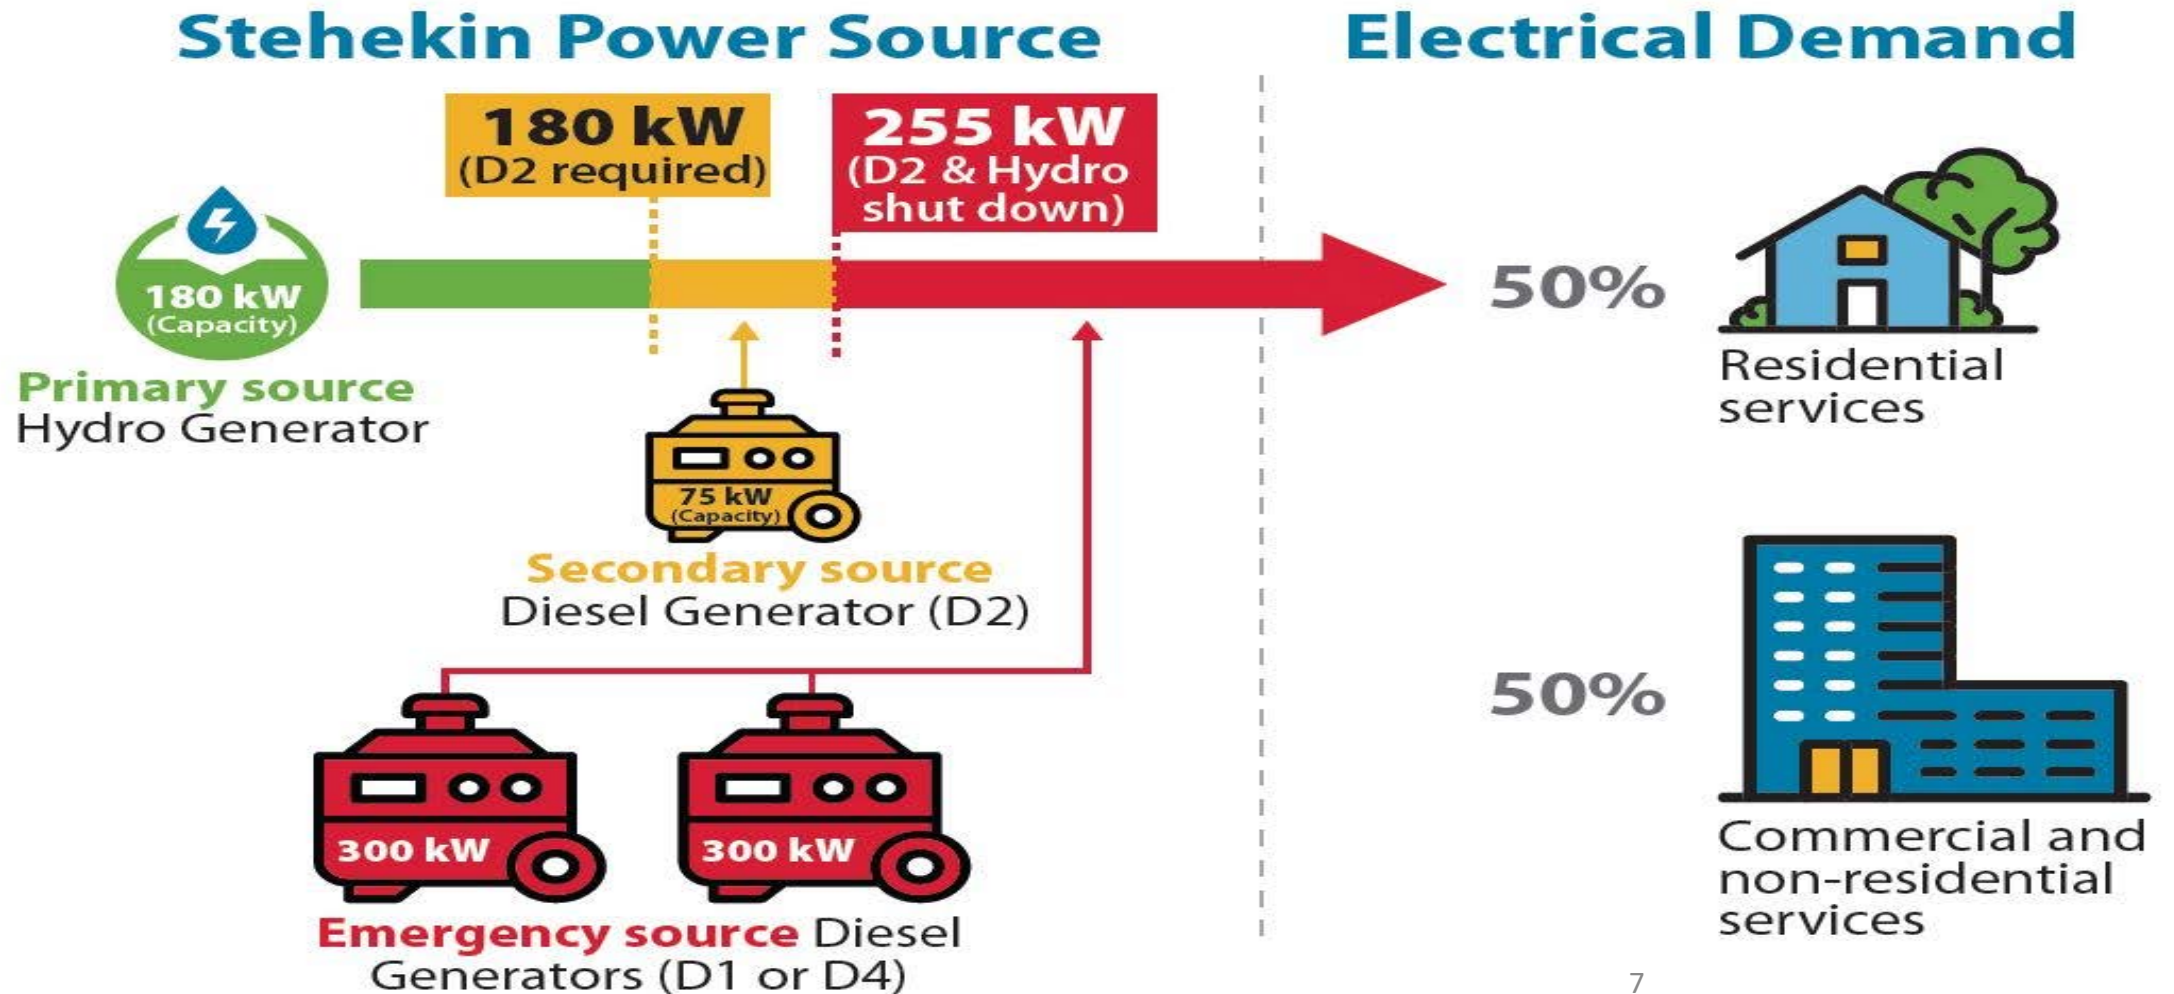 Stehekin Power Source
Electrical Demand
180 kW
(D2 required)
255 kW
(D2 & Hydro
shut down)
180 kW
(Capacity)
Primary source
Hydro Generator
75 kW
(Capacity)
Secondary source
Diesel Generator (D2)
300 kW
300 kW
Emergency source Diesel
Generators (D1 or D4)
50%
Residential
services
50%
Commercial and
non-residential
services
7